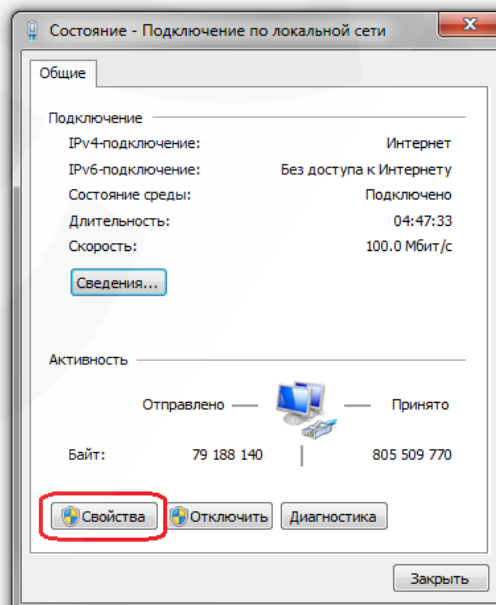 Состояние - Подключение по локальной сети
Общие
Подключение
IPv4-подключение: Интернет
IPv6-подключение: Без доступа к Интернету
Состояние среды: Подключено
Длительность: 04:47:33
Скорость: 100.0 Мбит/с
Сведения...
Активность
Отправлено — — Принято
Байт: 79 188 140 | 805 509 770
Свойства Отключить Диагностика
Закрыть